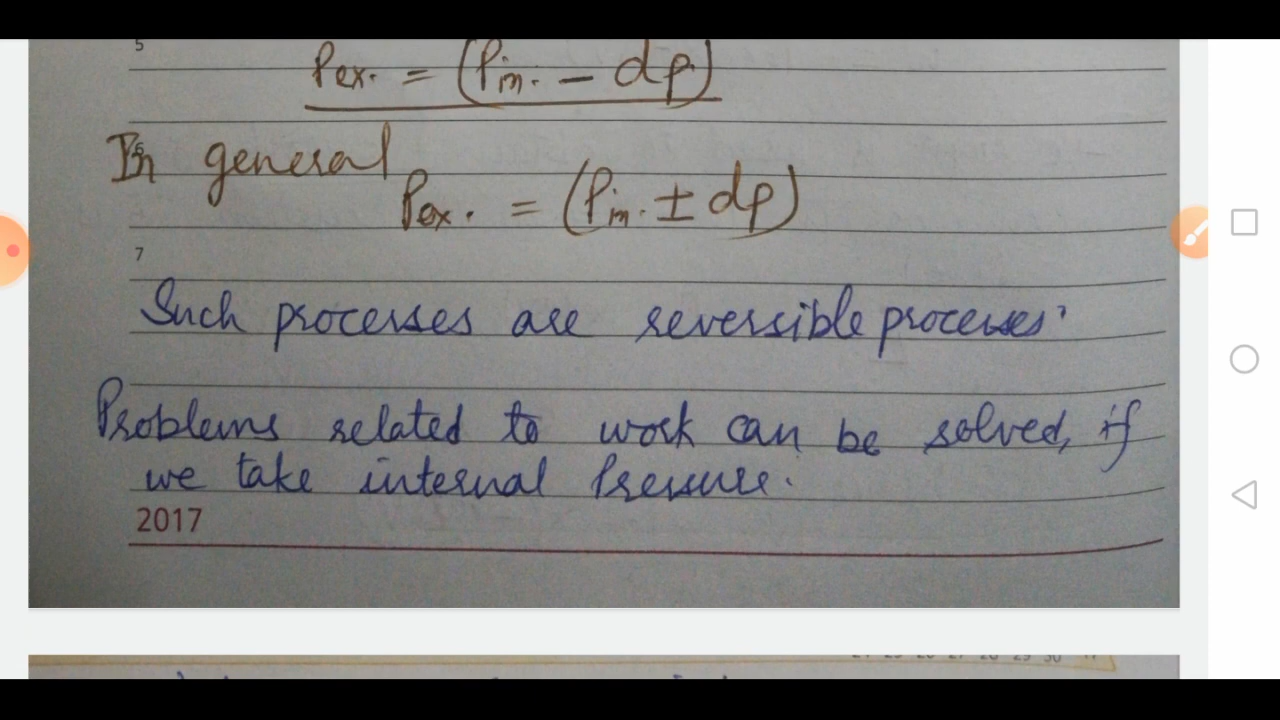 5
Pex. = (Pin. - dp)
6
In general
Pex. = (Pin. ± dp)
7
Such processes are reversible processes.
Problems related to work can be solved, if
we take internal Pressure.
2017